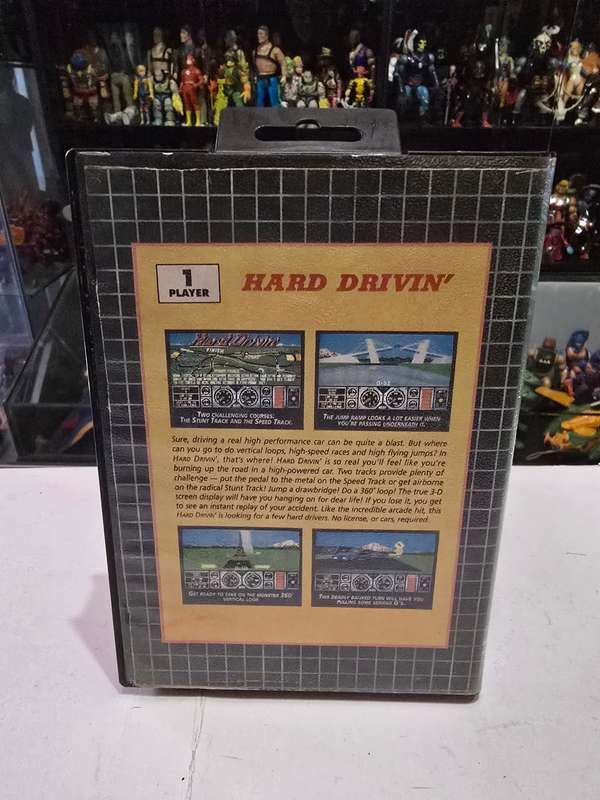 1
PLAYER
HARD DRIVIN'
Hard Drivin'
FINISH
TWO CHALLENGING COURSES:
THE STUNT TRACK AND THE SPEED TRACK.
THE JUMP LOOKS A LOT EASIER WHEN
YOU'RE PASSING UNDERNEATH IT.
Sure, driving a real high performance car can be quite a blast. But where
can you go to do vertical loops, high-speed races and high flying jumps? In
HARD DRIVIN', that's where! HARD DRIVIN' is so real you'll feel like you're
burning up the road in a high-powered car. Two tracks provide plenty of
challenge — put the pedal to the metal on the Speed Track or get airborne
on the radical Stunt Track! Jump a drawbridge! Do a 360° loop! The true 3-D
screen display will have you hanging on for dear life! If you lose it, you get
to see an instant replay of your accident. Like the incredible arcade hit, this
HARD DRIVIN' is looking for a few hard drivers. No license, or cars, required.
GET READY TO TAKE ON THE MONSTER 360°
VERTICAL LOOP.
THIS DEADLY BANKED TURN WILL HAVE YOU
PULLING SOME SERIOUS G'S.